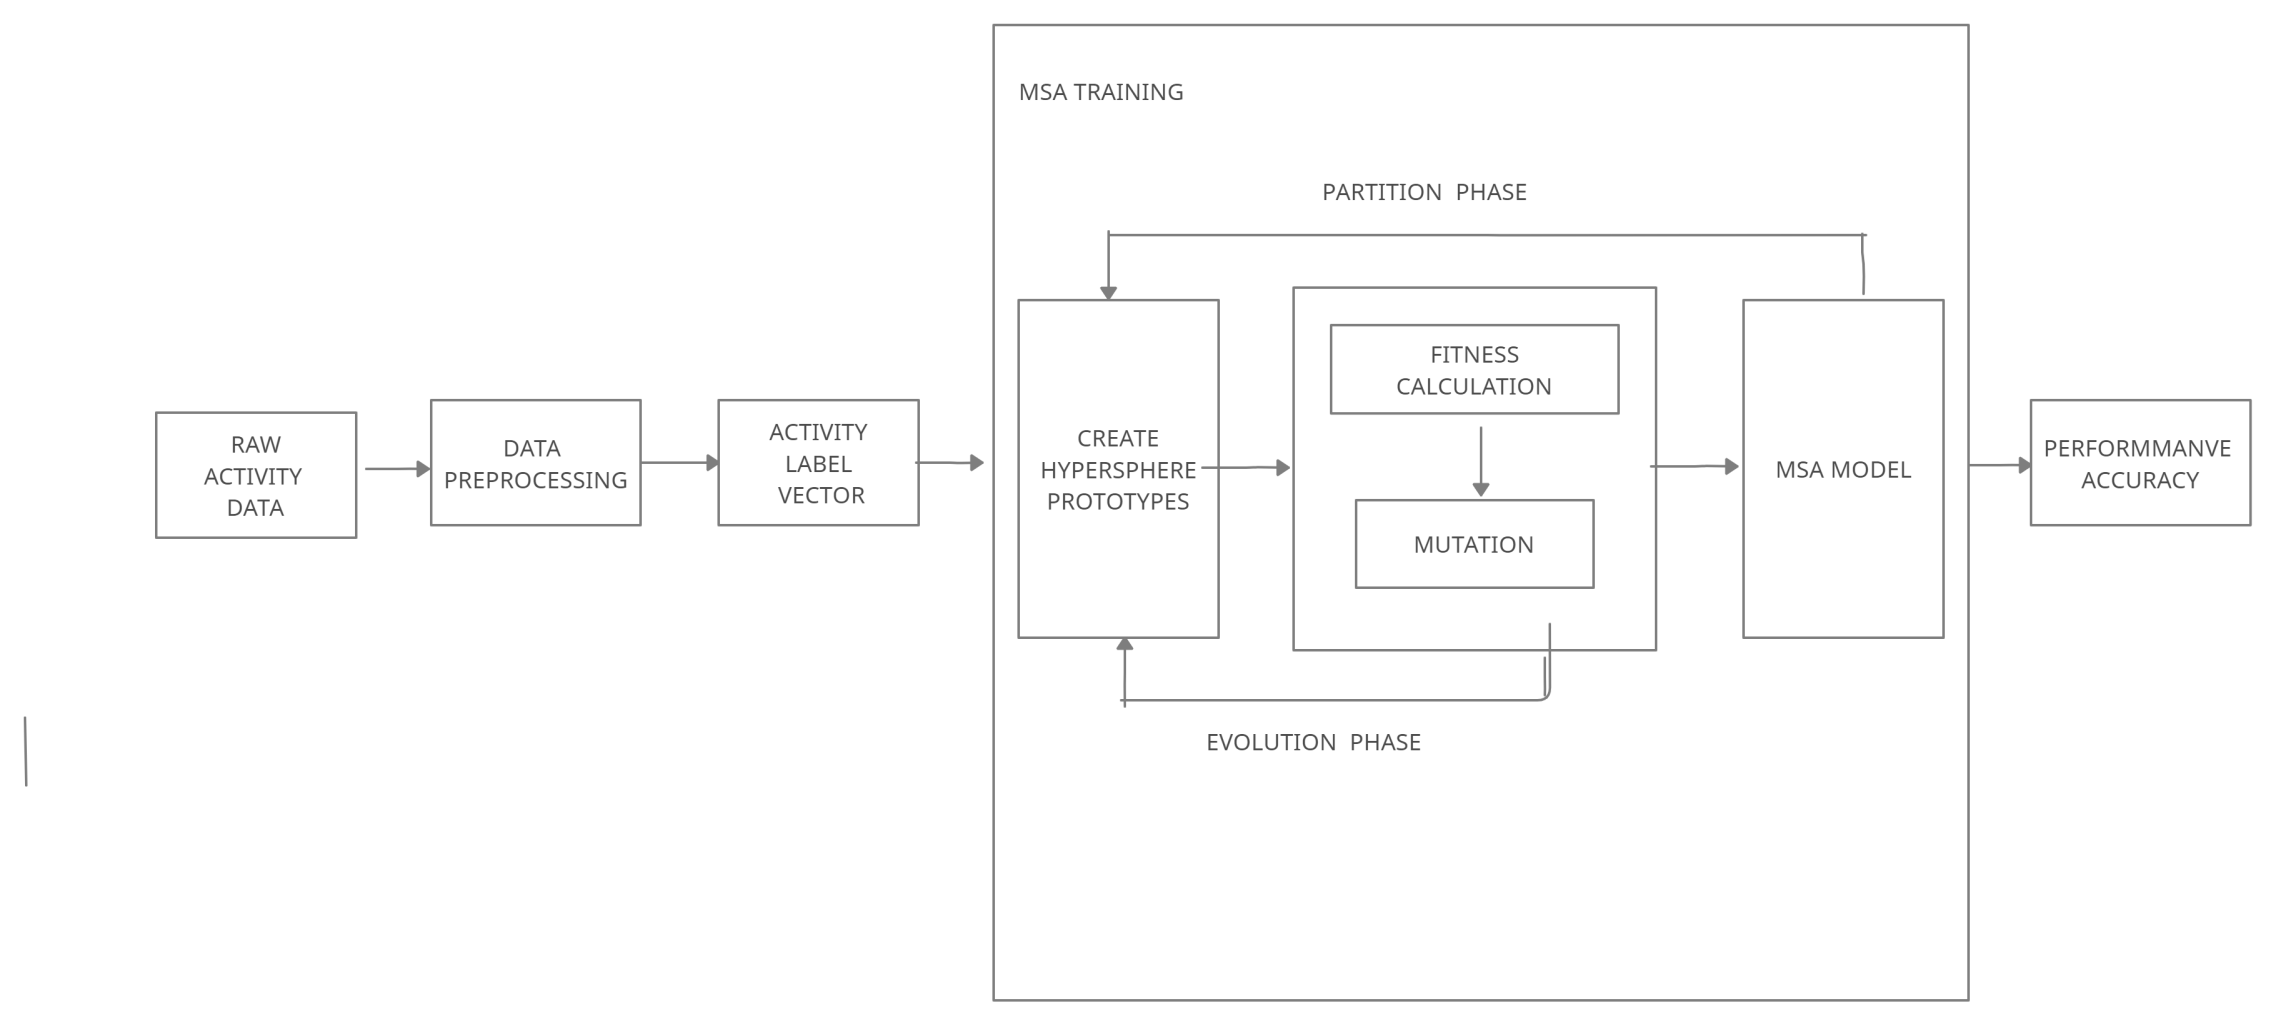 MSA TRAINING
PARTITION PHASE
RAW
ACTIVITY
DATA
DATA
PREPROCESSING
ACTIVITY
LABEL
VECTOR
CREATE
HYPERSPHERE
PROTOTYPES
FITNESS
CALCULATION
MUTATION
MSA MODEL
PERFORMMANVE
ACCURACY
EVOLUTION PHASE